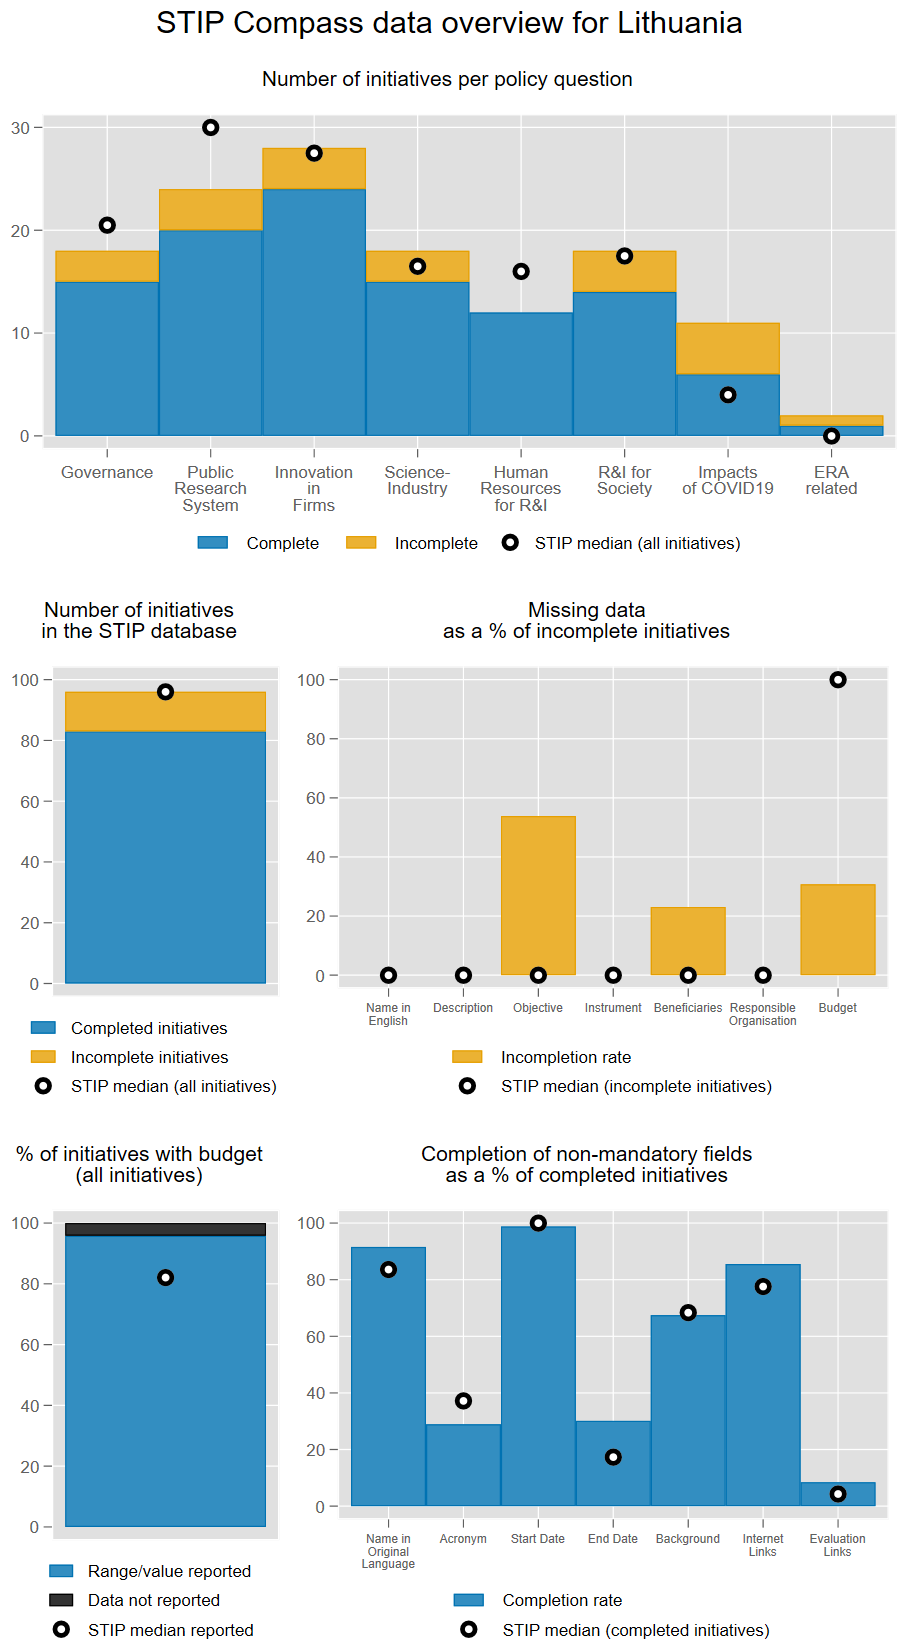 STIP Compass data overview for Lithuania
Number of initiatives per policy question
30
20
10
0
Governance
Public
Research
System
Innovation
in
Firms
Science-
Industry
Human
Resources
for R&I
R&I for
Society
Impacts
of COVID19
ERA
related
Complete
Incomplete
STIP median (all initiatives)
Number of initiatives
in the STIP database
100
80
60
40
20
0
Completed initiatives
Incomplete initiatives
STIP median (all initiatives)
Missing data
as a % of incomplete initiatives
100
80
60
40
20
0
Name in
English
Description
Objective
Instrument
Beneficiaries
Responsible
Organisation
Budget
Incompletion rate
STIP median (incomplete initiatives)
% of initiatives with budget
(all initiatives)
100
80
60
40
20
0
Range/value reported
Data not reported
STIP median reported
Completion of non-mandatory fields
as a % of completed initiatives
100
80
60
40
20
0
Name in
Original
Language
Acronym
Start Date
End Date
Background
Internet
Links
Evaluation
Links
Completion rate
STIP median (completed initiatives)